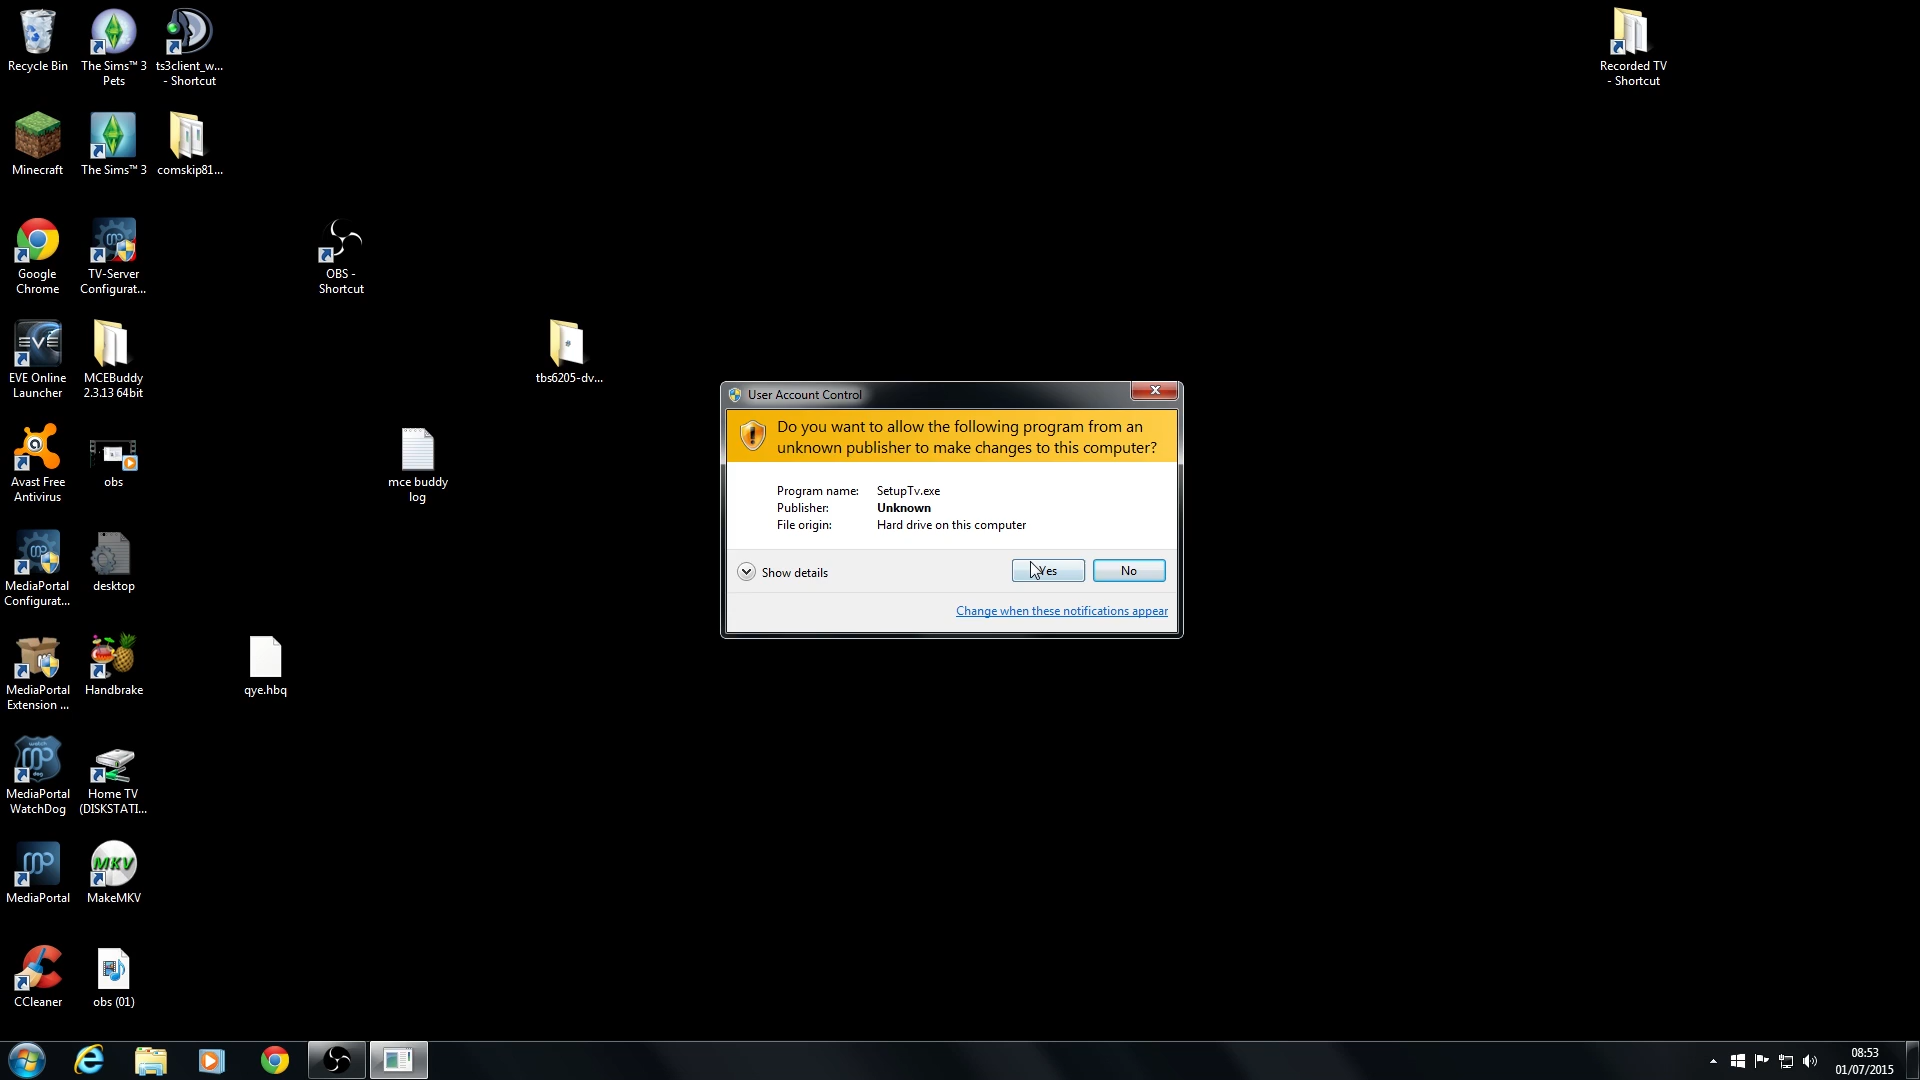 Recycle Bin
The Sims™ 3
Pets
ts3client_w...
- Shortcut
Recorded TV
- Shortcut
Minecraft
The Sims™ 3
comskip81...
Google
Chrome
TV-Server
Configurat...
OBS -
Shortcut
EVE
EVE Online
Launcher
MCEBuddy
2.3.13 64bit
tbs6205-dv...
User Account Control
Do you want to allow the following program from an
unknown publisher to make changes to this computer?
Program name: SetupTv.exe
Publisher: Unknown
File origin: Hard drive on this computer
Show details
Yes
No
Change when these notifications appear
Avast Free
Antivirus
obs
mce buddy
log
MediaPortal
Configurat...
desktop
MediaPortal
Extension ...
Handbrake
qye.hbq
watch
dog
MediaPortal
WatchDog
Home TV
(DISKSTATI...
MediaPortal
MKV
MakeMKV
CCleaner
obs (01)
08:53
01/07/2015